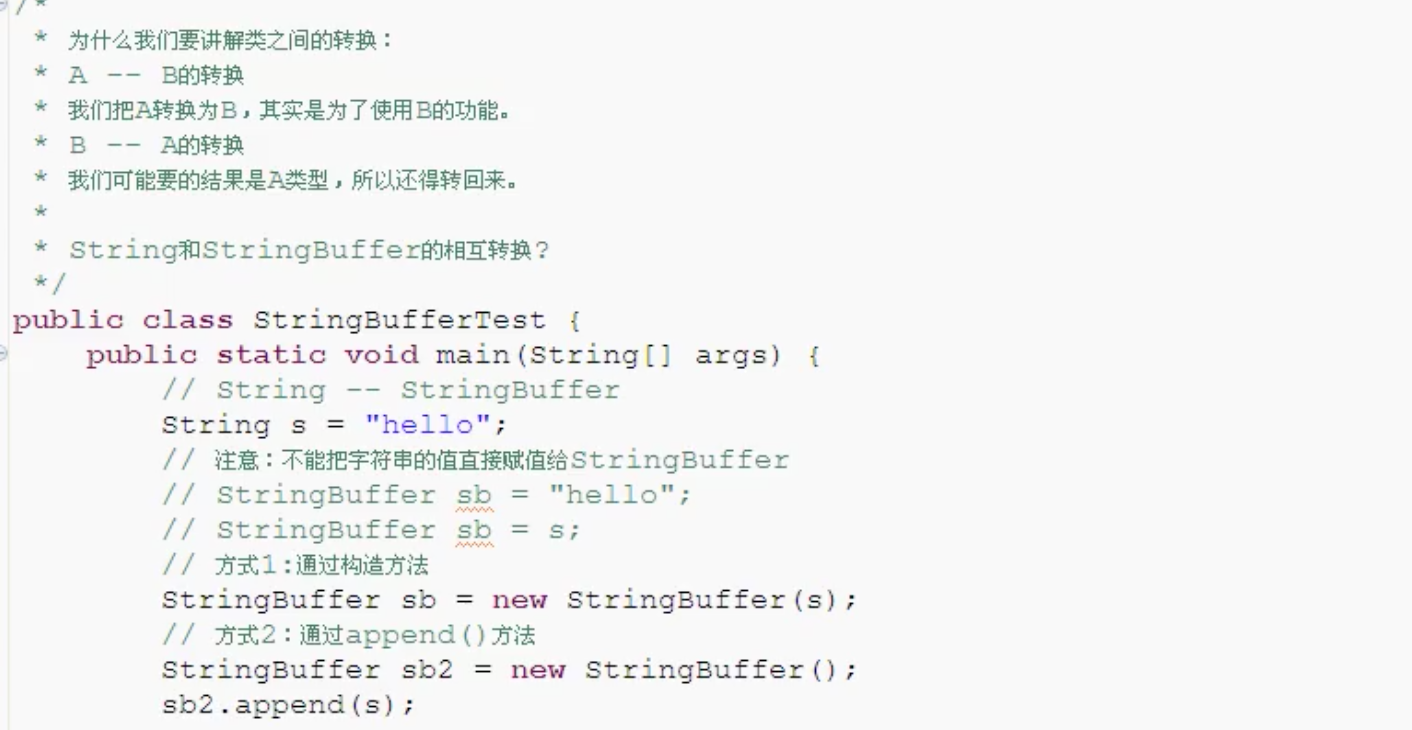 /*
* 为什么我们要讲解类之间的转换：
* A -- B的转换
* 我们把A转换为B，其实是为了使用B的功能。
* B -- A的转换
* 我们可能要的结果是A类型，所以还得转回来。
*
* String和StringBuffer的相互转换？
*/
public class StringBufferTest {
public static void main(String[] args) {
// String -- StringBuffer
String s = "hello";
// 注意：不能把字符串的值直接赋值给StringBuffer
// StringBuffer sb = "hello";
// StringBuffer sb = s;
// 方式1:通过构造方法
StringBuffer sb = new StringBuffer(s);
// 方式2：通过append()方法
StringBuffer sb2 = new StringBuffer();
sb2.append(s);